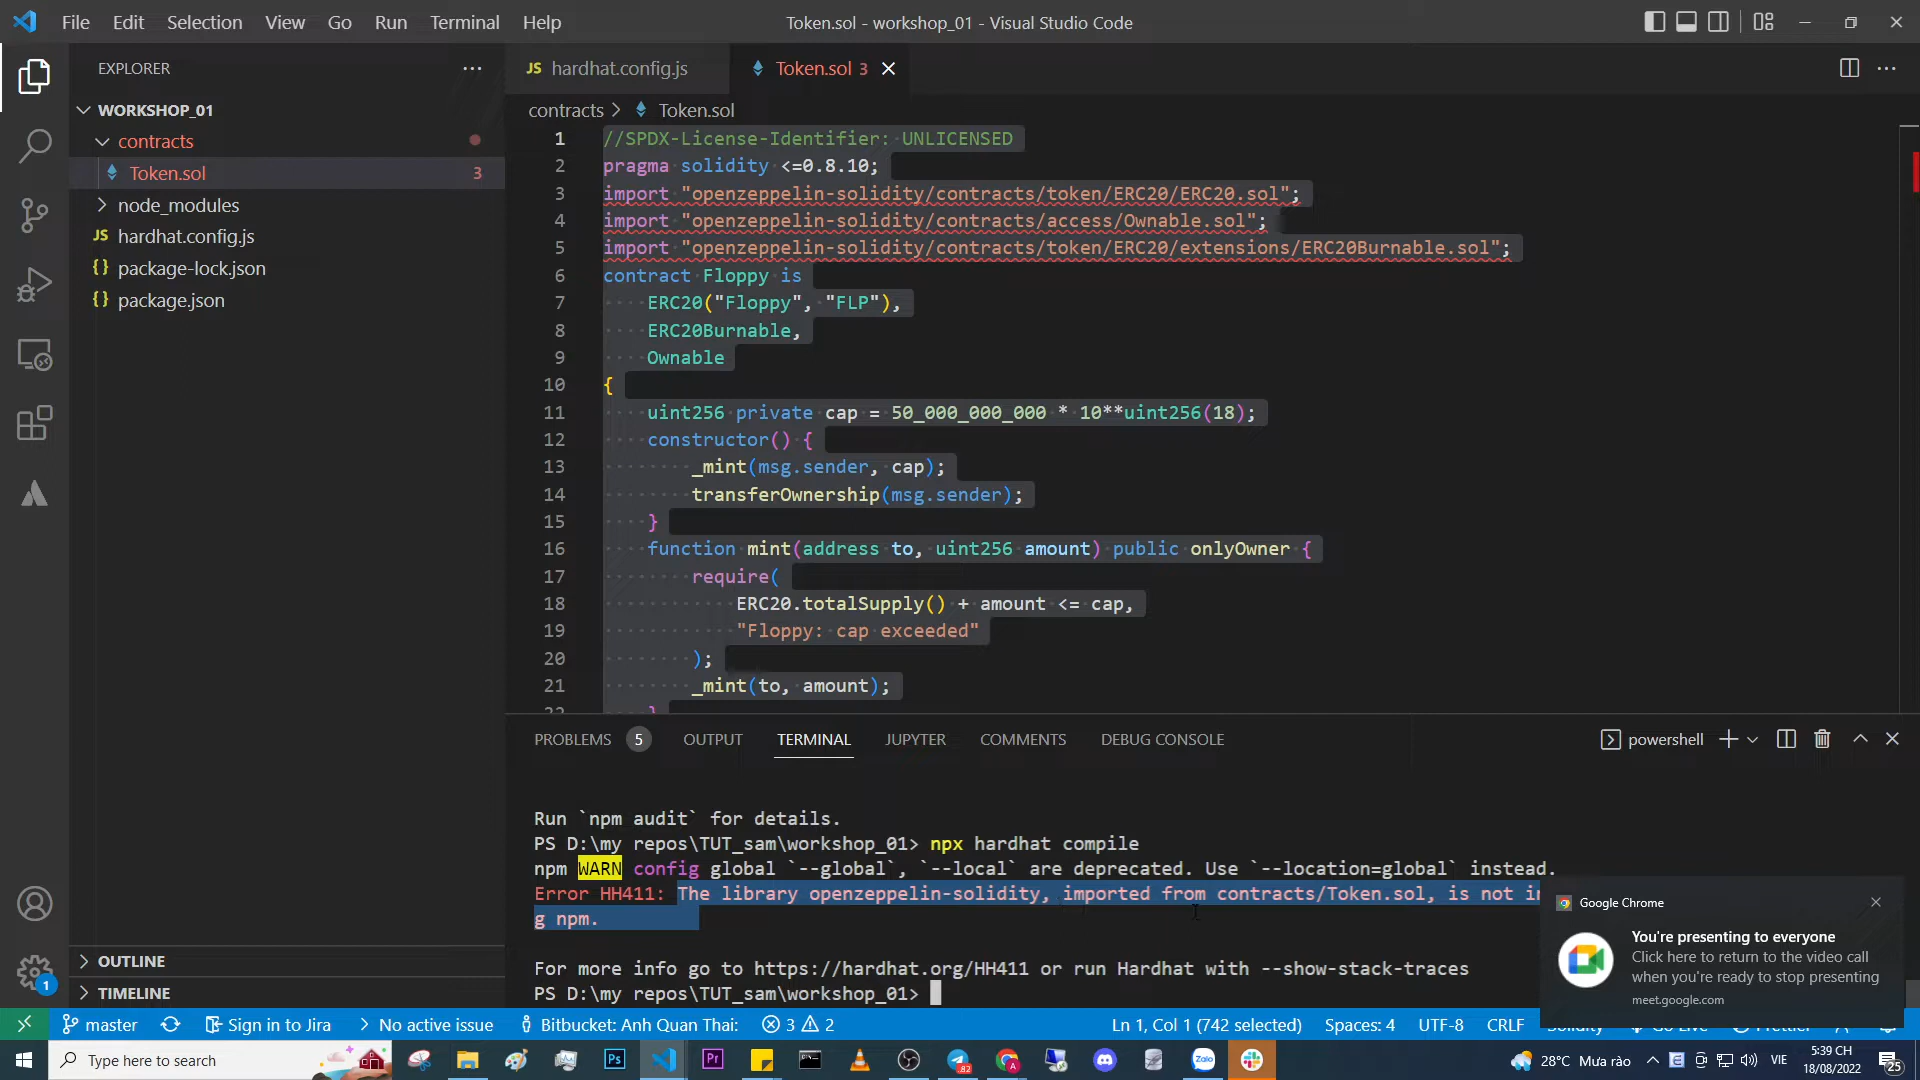 File Edit Selection View Go Run Terminal Help
Token.sol - workshop_01 - Visual Studio Code
EXPLORER
WORKSHOP_01
contracts
Token.sol 3
node_modules
JS hardhat.config.js
{} package-lock.json
{} package.json
OUTLINE
TIMELINE
JS hardhat.config.js
Token.sol 3
contracts > Token.sol
1 //SPDX-License-Identifier: UNLICENSED
2 pragma solidity <=0.8.10;
3 import "openzeppelin-solidity/contracts/token/ERC20/ERC20.sol";
4 import "openzeppelin-solidity/contracts/access/Ownable.sol";
5 import "openzeppelin-solidity/contracts/token/ERC20/extensions/ERC20Burnable.sol";
6 contract Floppy is
7 ERC20("Floppy", "FLP"),
8 ERC20Burnable,
9 Ownable
10 {
11 uint256 private cap = 50_000_000_000 * 10**uint256(18);
12 constructor() {
13 _mint(msg.sender, cap);
14 transferOwnership(msg.sender);
15 }
16 function mint(address to, uint256 amount) public onlyOwner {
17 require(
18 ERC20.totalSupply() + amount <= cap,
19 "Floppy: cap exceeded"
20 );
21 _mint(to, amount);
22 }
PROBLEMS 5 OUTPUT TERMINAL JUPYTER COMMENTS DEBUG CONSOLE
powershell
Run `npm audit` for details.
PS D:\my repos\TUT_sam\workshop_01> npx hardhat compile
npm WARN config global `--global`, `--local` are deprecated. Use `--location=global` instead.
Error HH411: The library openzeppelin-solidity, imported from contracts/Token.sol, is not in
g npm.
For more info go to https://hardhat.org/HH411 or run Hardhat with --show-stack-traces
PS D:\my repos\TUT_sam\workshop_01>
Google Chrome
You're presenting to everyone
Click here to return to the video call
when you're ready to stop presenting
meet.google.com
1
master Sign in to Jira No active issue Bitbucket: Anh Quan Thai: 3 2
Ln 1, Col 1 (742 selected) Spaces: 4 UTF-8 CRLF Solidity Go Live Prettier
Type here to search
Ps
Pr
82
A
Zalo
28°C Mưa rào
VIE
5:39 CH
18/08/2022
25